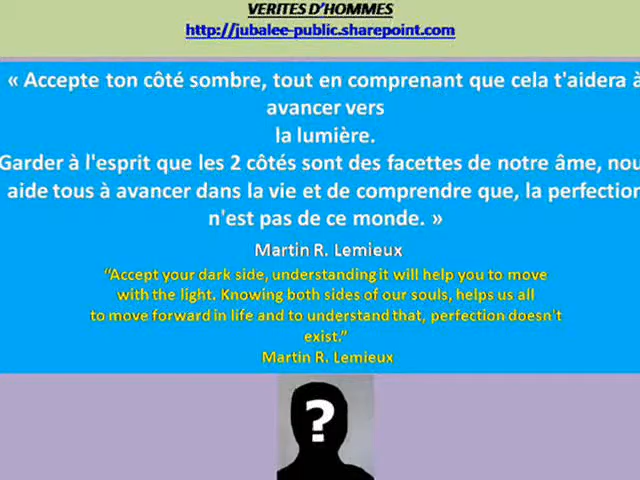 VERITES D'HOMMES
http://jubalee-public.sharepoint.com
« Accepte ton côté sombre, tout en comprenant que cela t'aidera à
avancer vers
la lumière.
Garder à l'esprit que les 2 côtés sont des facettes de notre âme, nou
aide tous à avancer dans la vie et de comprendre que, la perfection
n'est pas de ce monde. »
Martin R. Lemieux
“Accept your dark side, understanding it will help you to move
with the light. Knowing both sides of our souls, helps us all
to move forward in life and to understand that, perfection doesn't
exist.”
Martin R. Lemieux
?